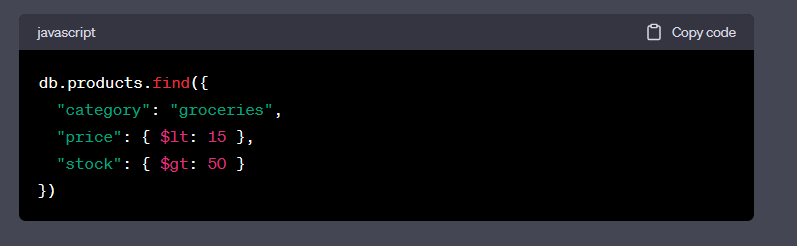 javascript
Copy code
db.products.find({
"category": "groceries",
"price": { $lt: 15 },
"stock": { $gt: 50 }
})